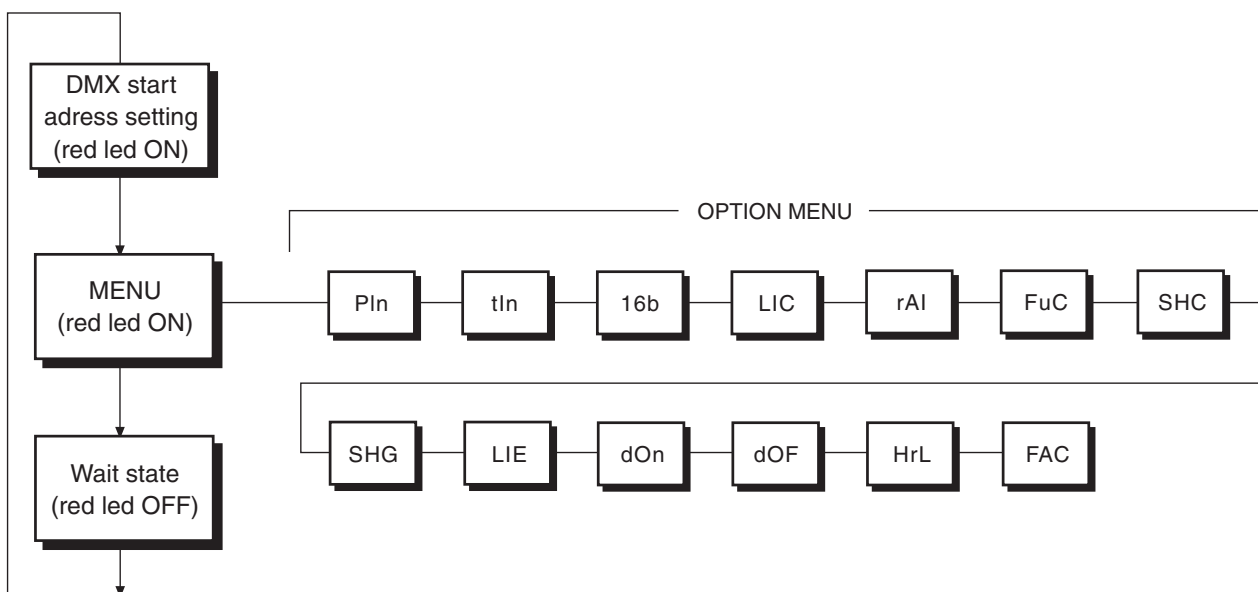 DMX start
adress setting
(red led ON)
OPTION MENU
MENU
(red led ON)
PIn
tIn
16b
LIC
rAI
FuC
SHC
SHG
LIE
dOn
dOF
HrL
FAC
Wait state
(red led OFF)